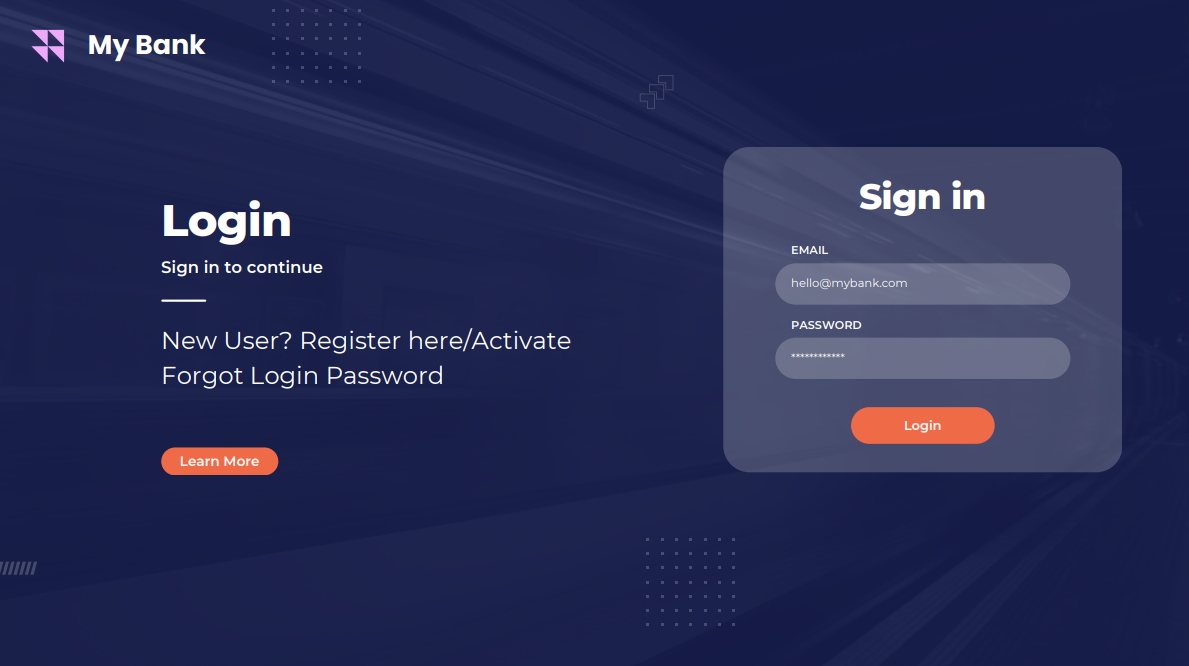 My Bank
Login
Sign in to continue
New User? Register here/Activate
Forgot Login Password
Learn More
Sign in
EMAIL
hello@mybank.com
PASSWORD
************
Login